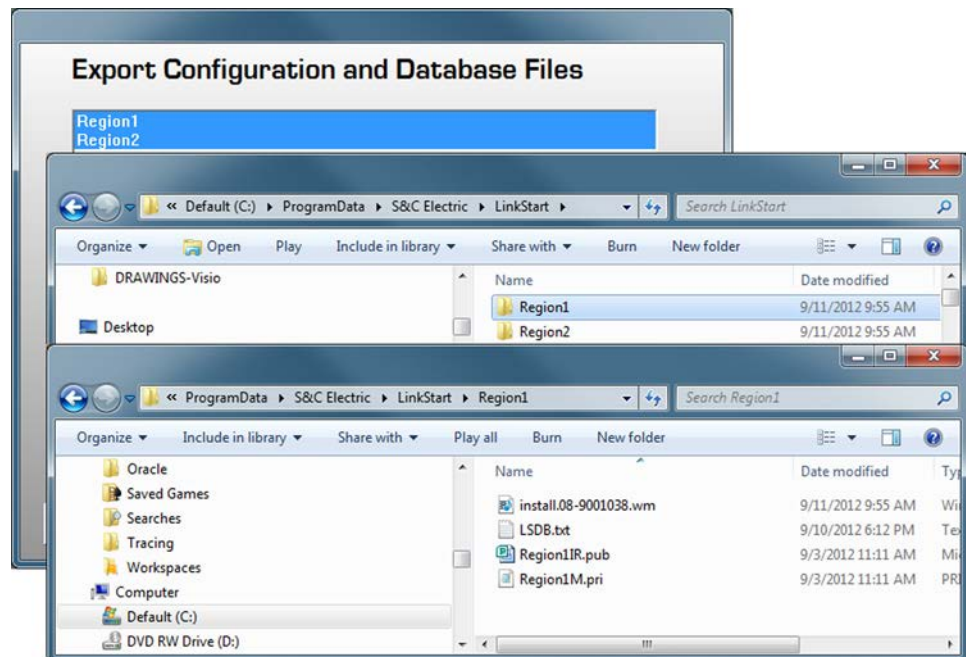 Export Configuration and Database Files
Region1
Region2
« Default (C:) ▸ ProgramData ▸ S&C Electric ▸ LinkStart ▸ Search LinkStart
Organize Open Play Include in library Share with Burn New folder
DRAWINGS-Visio
Desktop
Name Date modified
Region1 9/11/2012 9:55 AM
Region2 9/11/2012 9:55 AM
« ProgramData ▸ S&C Electric ▸ LinkStart ▸ Region1 Search Region1
Organize Include in library Share with Play all Burn New folder
Oracle
Saved Games
Searches
Tracing
Workspaces
Computer
Default (C:)
DVD RW Drive (D:)
Name Date modified Typ
install.08-9001038.wm 9/11/2012 9:55 AM Wi
LSDB.txt 9/10/2012 6:12 PM Te
Region1IR.pub 9/3/2012 11:11 AM Mi
Region1M.pri 9/3/2012 11:11 AM PRI